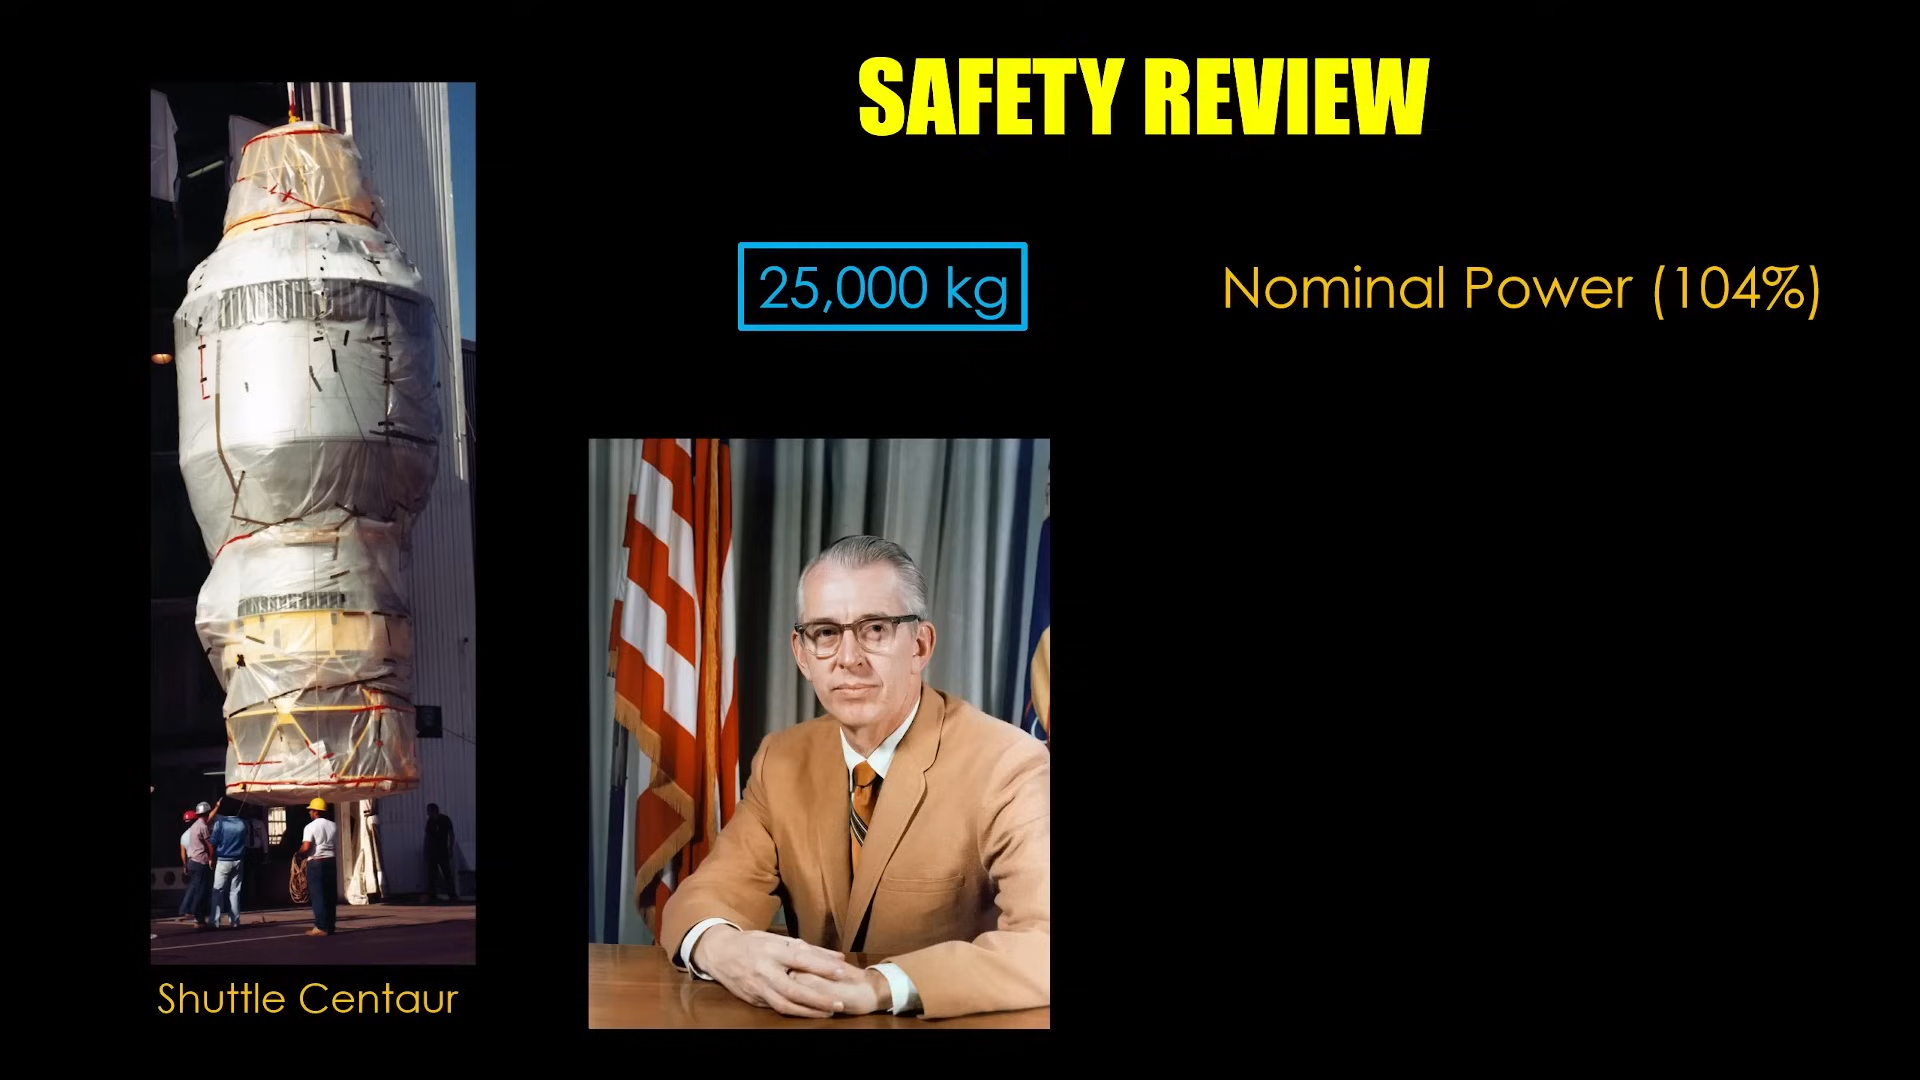 SAFETY REVIEW
25,000 kg
Nominal Power (104%)
Shuttle Centaur